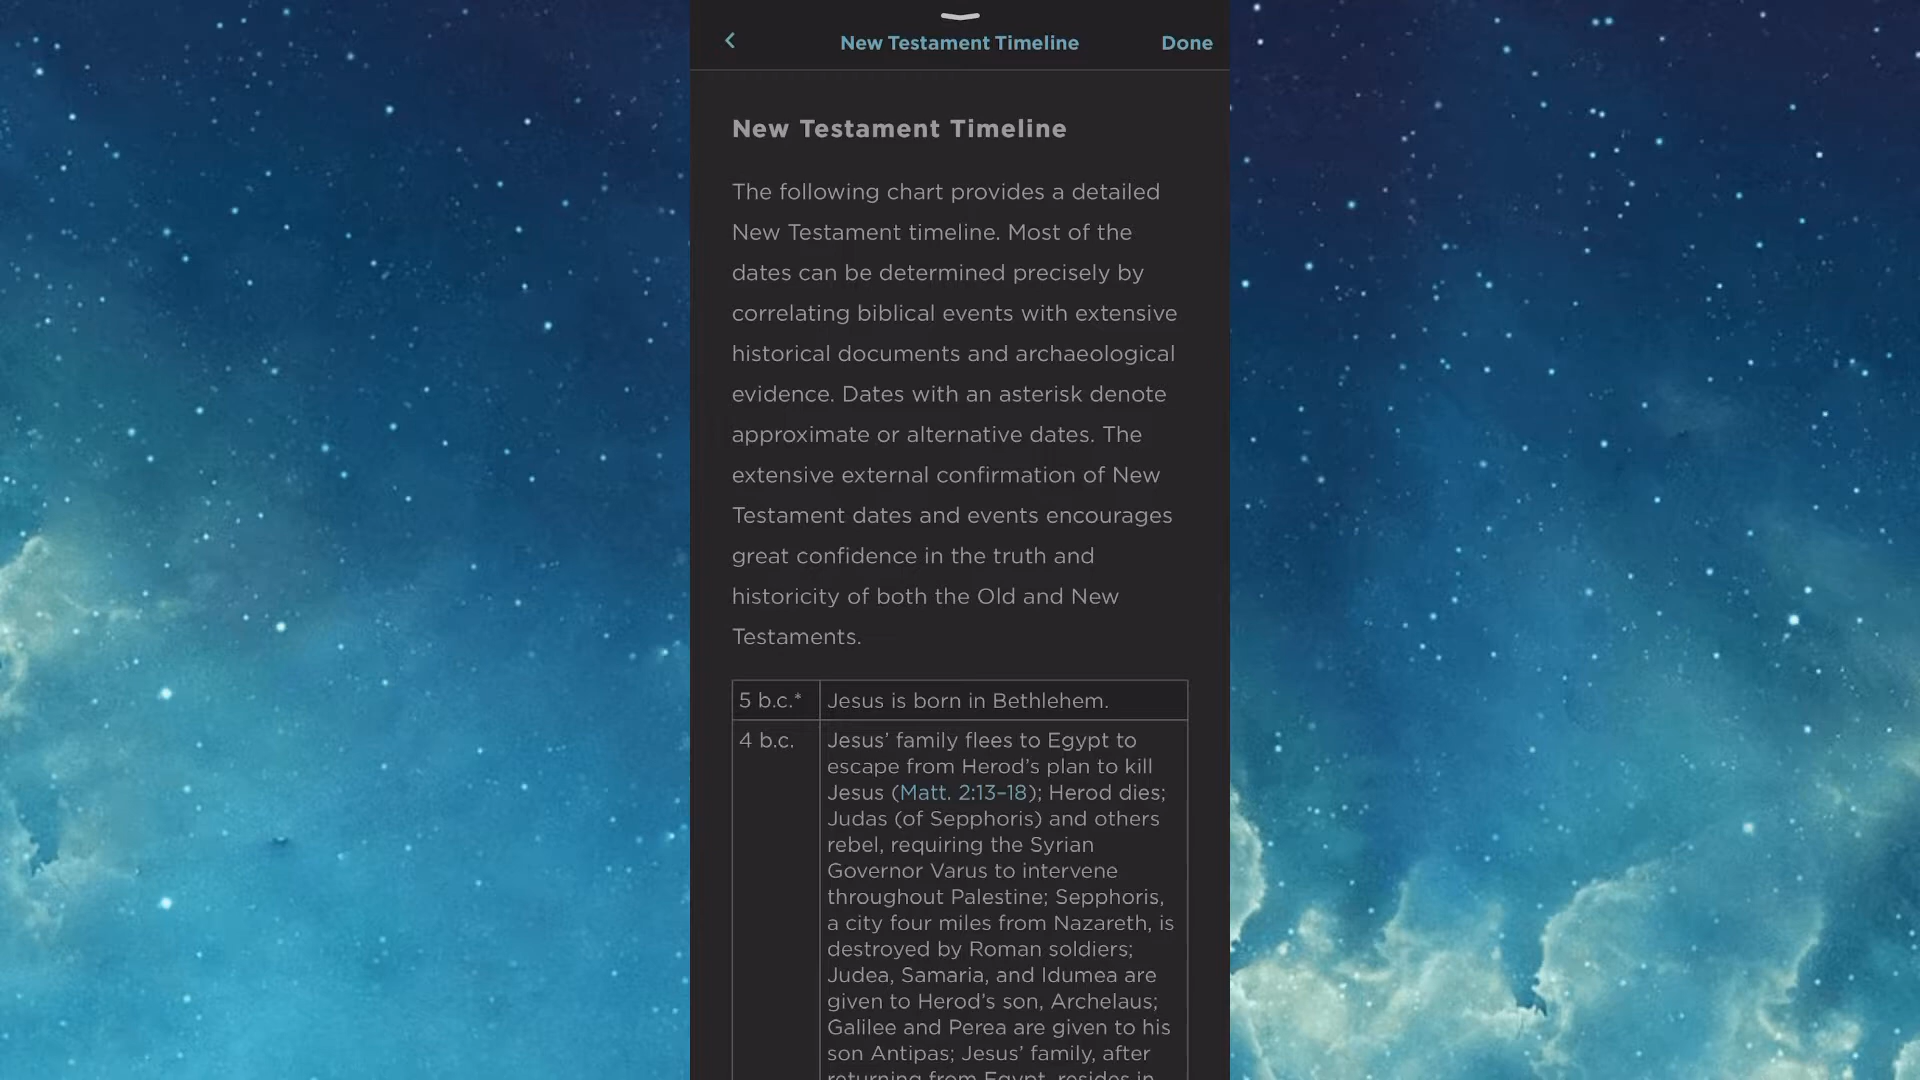 New Testament Timeline
Done
New Testament Timeline
The following chart provides a detailed
New Testament timeline. Most of the
dates can be determined precisely by
correlating biblical events with extensive
historical documents and archaeological
evidence. Dates with an asterisk denote
approximate or alternative dates. The
extensive external confirmation of New
Testament dates and events encourages
great confidence in the truth and
historicity of both the Old and New
Testaments.
5 b.c.* Jesus is born in Bethlehem.
4 b.c. Jesus’ family flees to Egypt to
escape from Herod’s plan to kill
Jesus (Matt. 2:13–18); Herod dies;
Judas (of Sepphoris) and others
rebel, requiring the Syrian
Governor Varus to intervene
throughout Palestine; Sepphoris,
a city four miles from Nazareth, is
destroyed by Roman soldiers;
Judea, Samaria, and Idumea are
given to Herod’s son, Archelaus;
Galilee and Perea are given to his
son Antipas; Jesus’ family, after
returning from Egypt, resides in